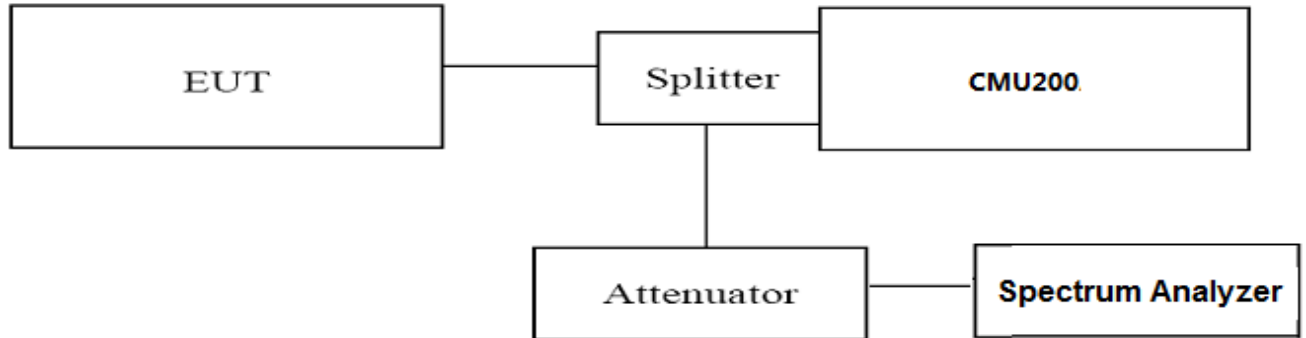 EUT
Splitter
CMU200.
Attenuator
Spectrum Analyzer